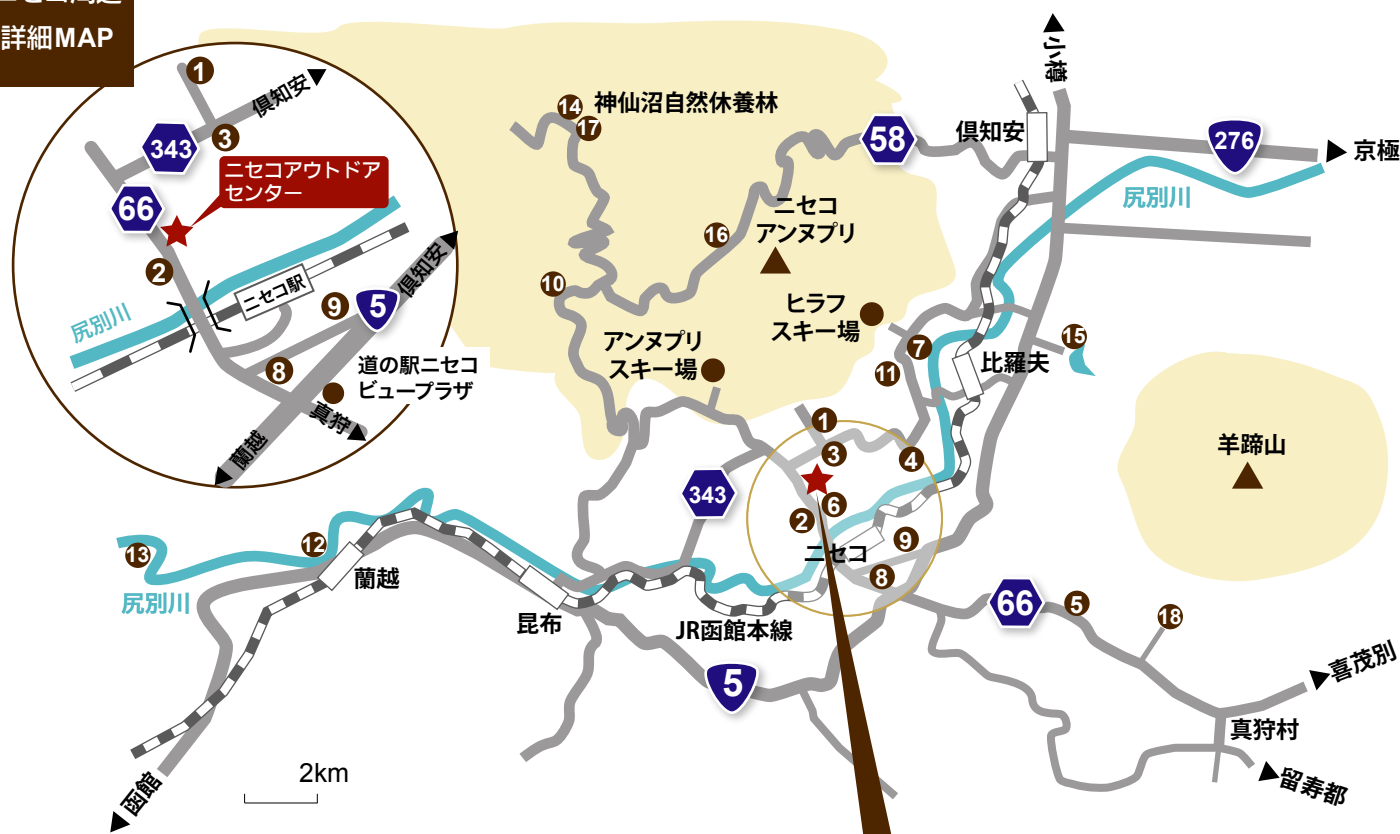 詳細MAP
1
3
倶知安
343
66
ニセコアウトドア
センター
2
尻別川
ニセコ駅
9
5
倶知安
8
道の駅ニセコ
ビュープラザ
真狩
蘭越
14
17
神仙沼自然休養林
58
小樽
倶知安
276
京極
尻別川
16
ニセコ
アンヌプリ
10
ヒラフ
スキー場
アンヌプリ
スキー場
7
11
15
比羅夫
羊蹄山
1
3
4
343
2
6
ニセコ
9
8
13
12
蘭越
尻別川
昆布
JR函館本線
5
66
5
18
喜茂別
真狩村
留寿都
函館
2km